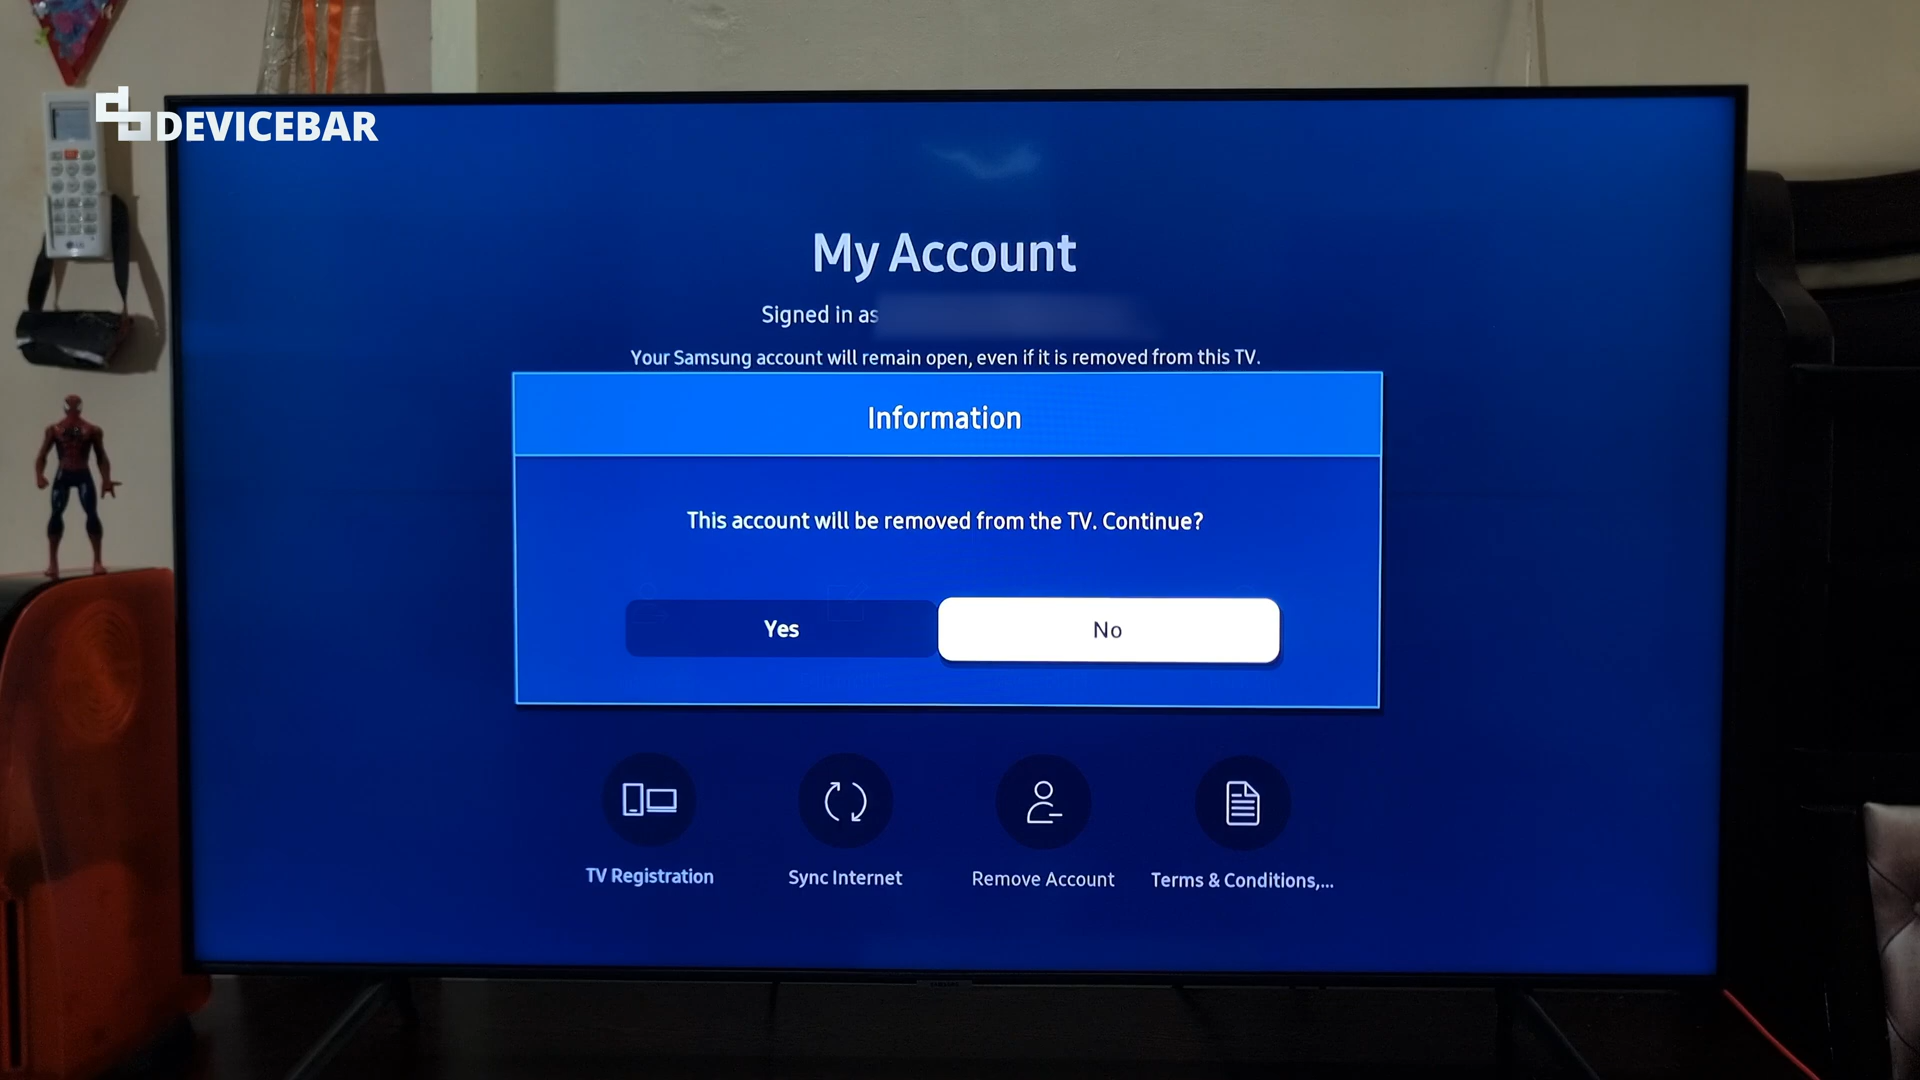 DEVICEBAR
My Account
Signed in as
Your Samsung account will remain open, even if it is removed from this TV.
Information
This account will be removed from the TV. Continue?
Yes
No
TV Registration
Sync Internet
Remove Account
Terms & Conditions,...